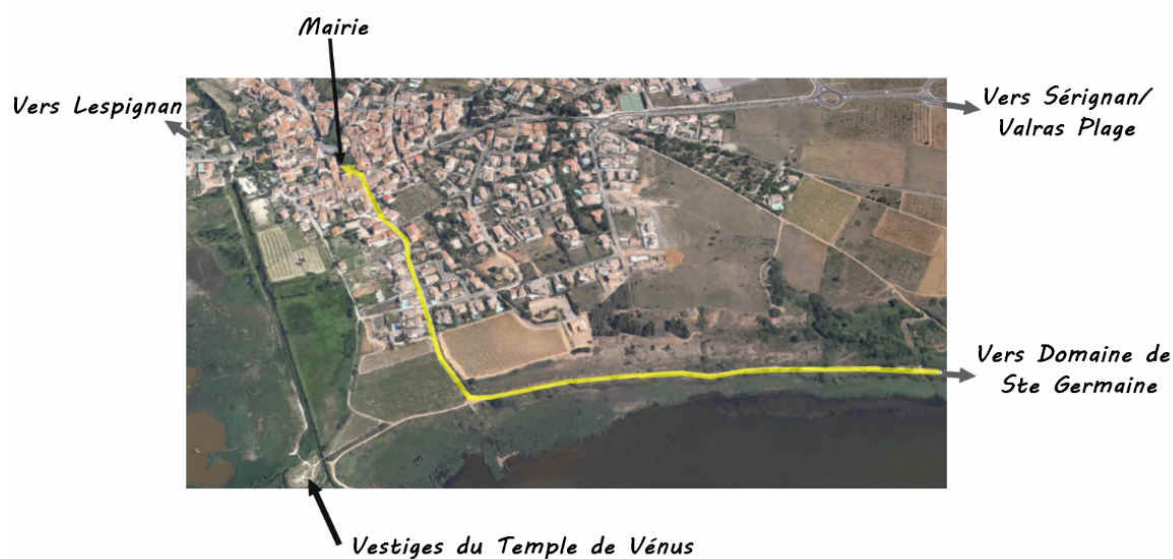 Mairie
Vers Lespignan
Vers Sérignan/
Valras Plage
Vers Domaine de
Ste Germaine
Vestiges du Temple de Vénus